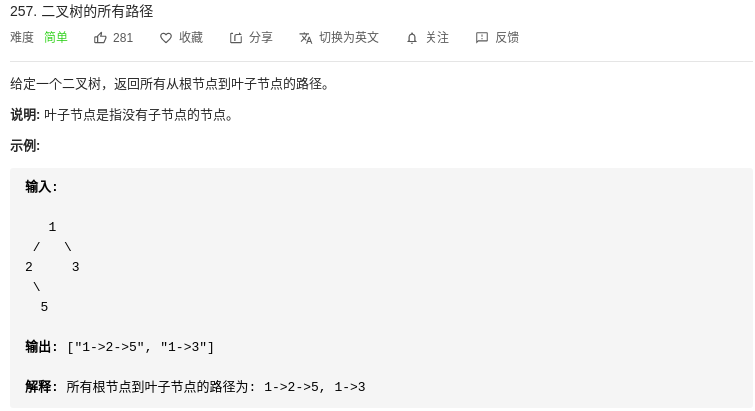 257. 二叉树的所有路径
难度 简单 281 收藏 分享 切换为英文 关注 反馈
给定一个二叉树，返回所有从根节点到叶子节点的路径。
说明: 叶子节点是指没有子节点的节点。
示例:
输入:
   1
 /   \
2     3
 \
  5
输出: ["1->2->5", "1->3"]
解释: 所有根节点到叶子节点的路径为: 1->2->5, 1->3